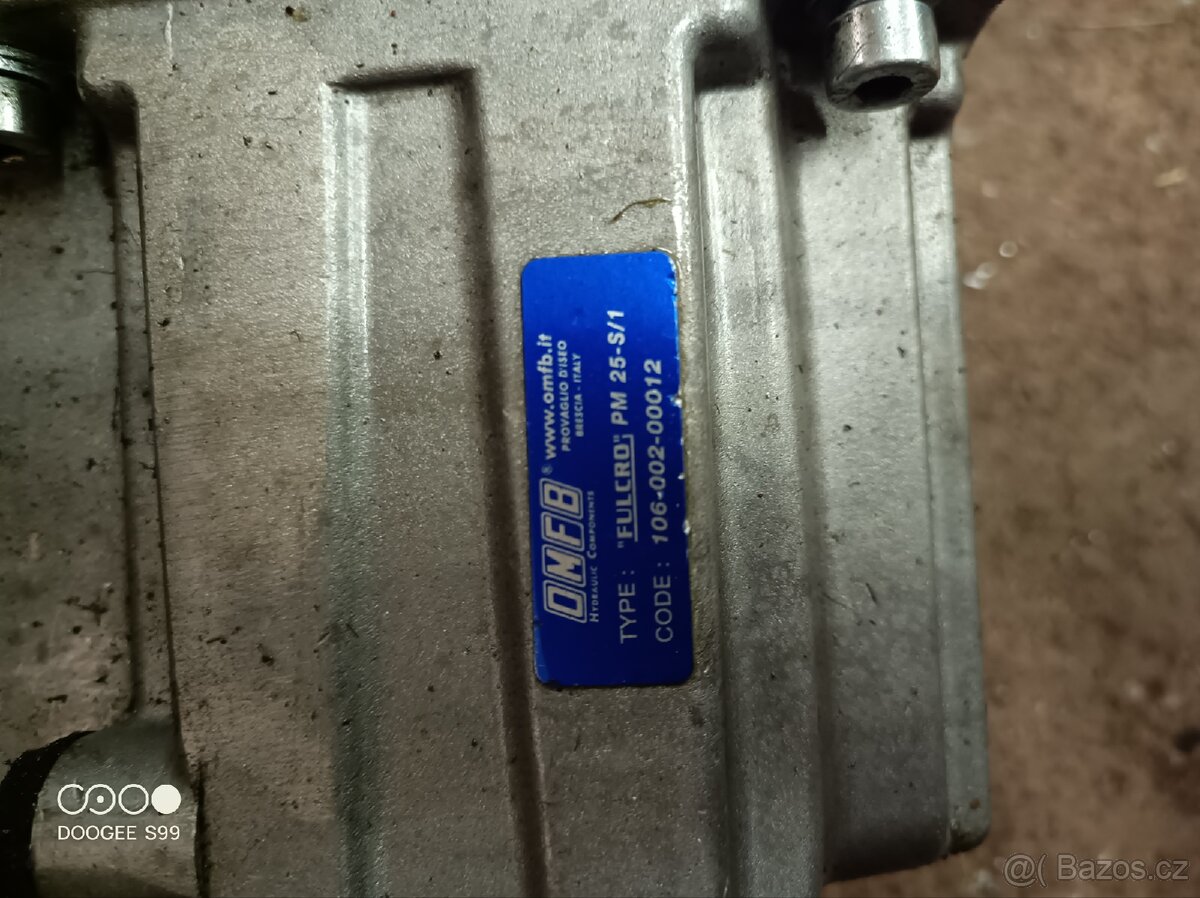 OMFB® www.omfb.it
HYDRAULIC COMPONENTS PROVAGLIO D'ISEO
BRESCIA - ITALY
TYPE : "FULCRO" PM 25-S/1
CODE : 106-002-00012
DOOGEE S99
@( Bazos.cz